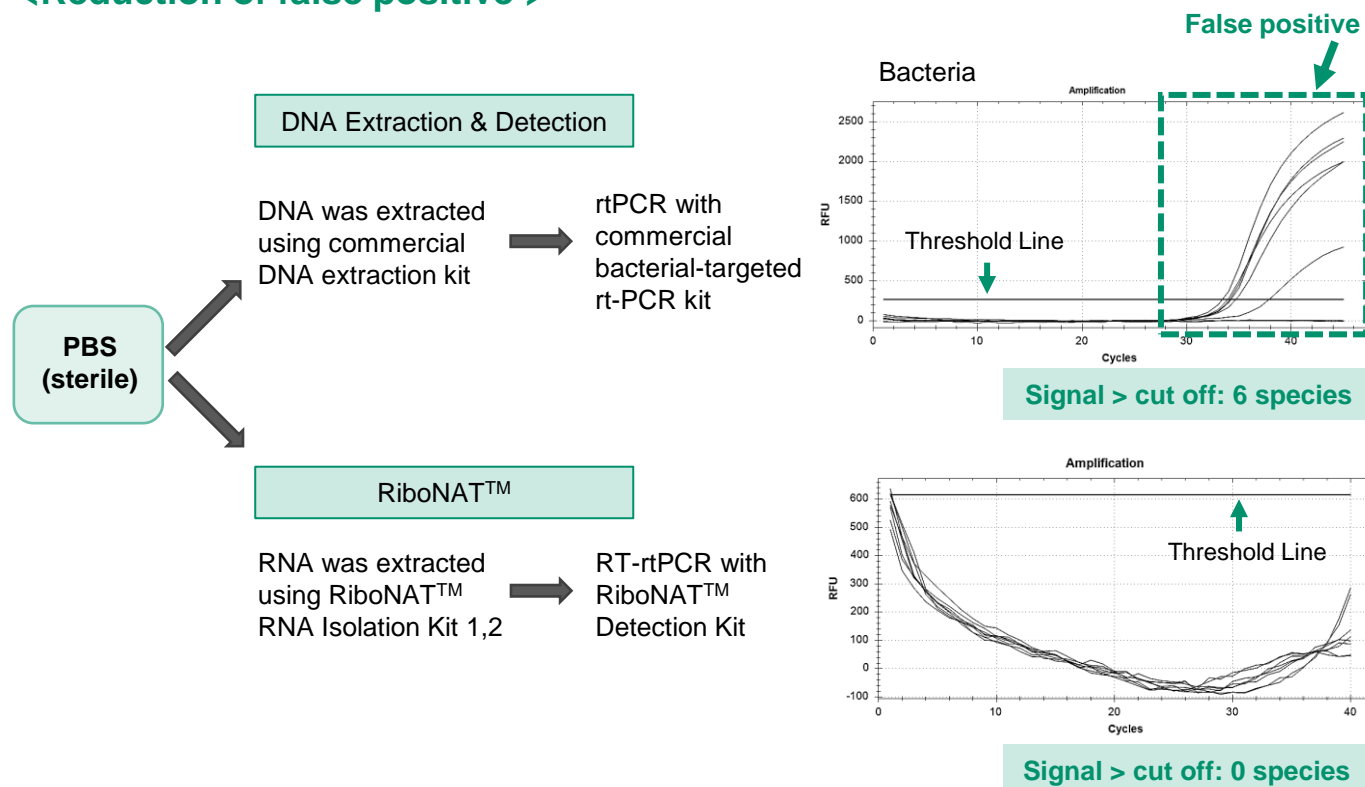 <Reduction of false positive >
False positive
Bacteria
DNA Extraction & Detection
DNA was extracted
using commercial
DNA extraction kit
rtPCR with
commercial
bacterial-targeted
rt-PCR kit
Amplification
2500
2000
1500
1000
500
0
RFU
Threshold Line
0
10
20
30
40
Cycles
Signal > cut off: 6 species
PBS
(sterile)
RiboNATTM
RNA was extracted
using RiboNATTM
RNA Isolation Kit 1,2
RT-rtPCR with
RiboNATTM
Detection Kit
Amplification
600
500
400
300
200
100
0
-100
RFU
Threshold Line
0
10
20
30
40
Cycles
Signal > cut off: 0 species